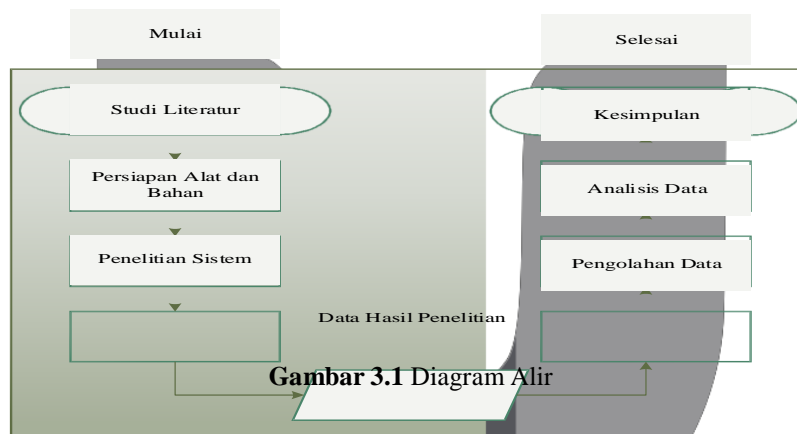 Mulai
Studi Literatur
Persiapan Alat dan
Bahan
Penelitian Sistem
Data Hasil Penelitian
Selesai
Kesimpulan
Analisis Data
Pengolahan Data
Gambar 3.1 Diagram Alir